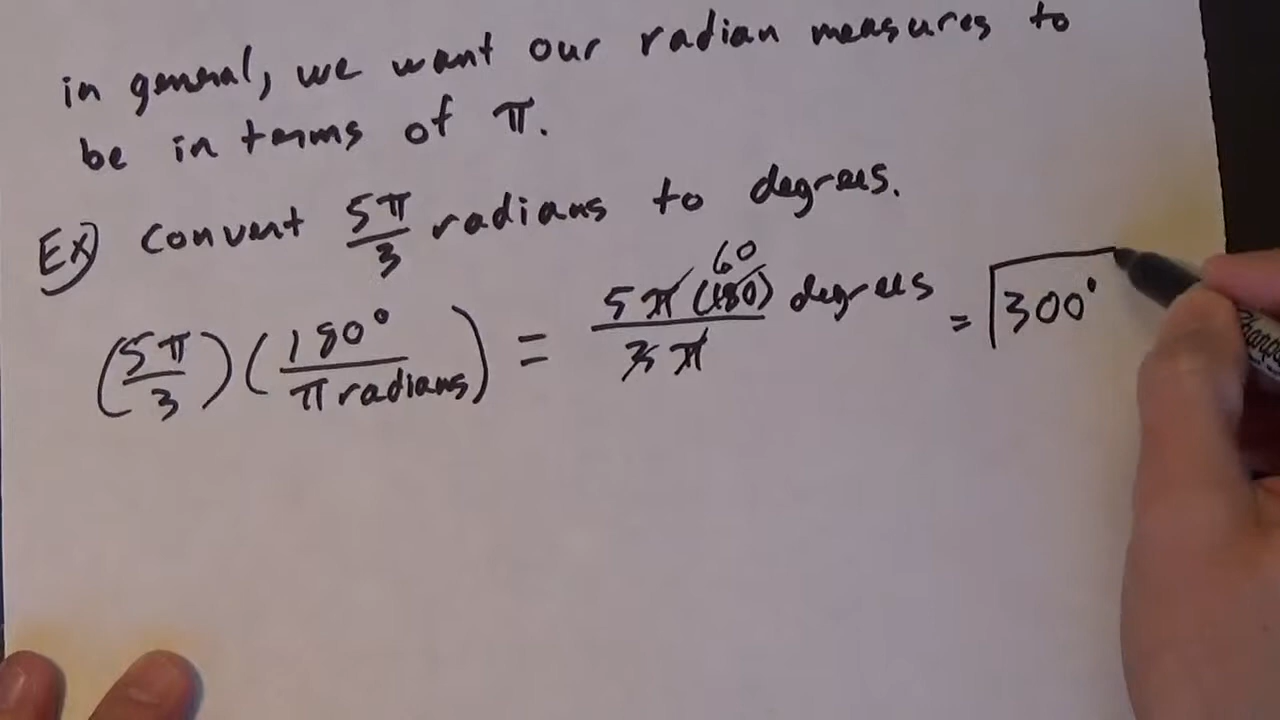 in general, we want our radian measures to
be in terms of π.
Ex) Convert 5π/3 radians to degrees.
(5π/3)(180°/π radians) = 5π(180)/3π degrees = 300°
60